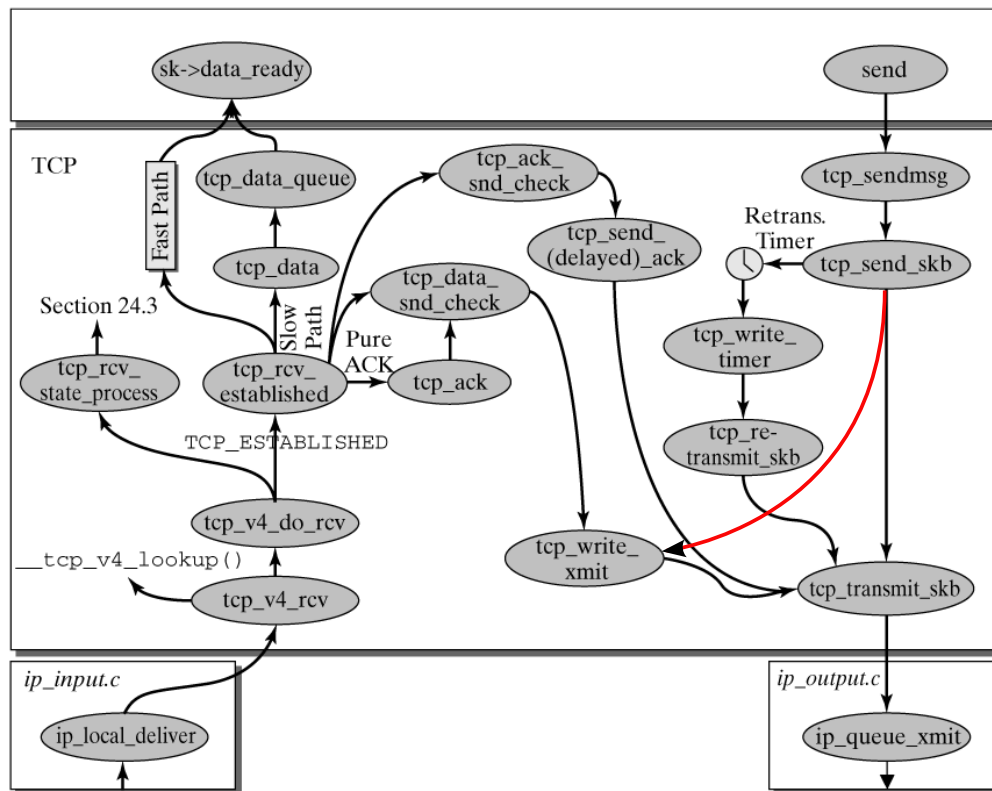 sk->data_ready
send
TCP
Fast Path
tcp_data_queue
tcp_ack_
snd_check
tcp_sendmsg
Retrans.
Timer
tcp_send_
(delayed)_ack
tcp_data
tcp_send_skb
tcp_data_
snd_check
Section 24.3
Slow
Path
Pure
ACK
tcp_write_
timer
tcp_rcv_
state_process
tcp_rcv_
established
tcp_ack
TCP_ESTABLISHED
tcp_re-
transmit_skb
tcp_v4_do_rcv
tcp_write_
xmit
__tcp_v4_lookup()
tcp_v4_rcv
tcp_transmit_skb
ip_input.c
ip_output.c
ip_local_deliver
ip_queue_xmit